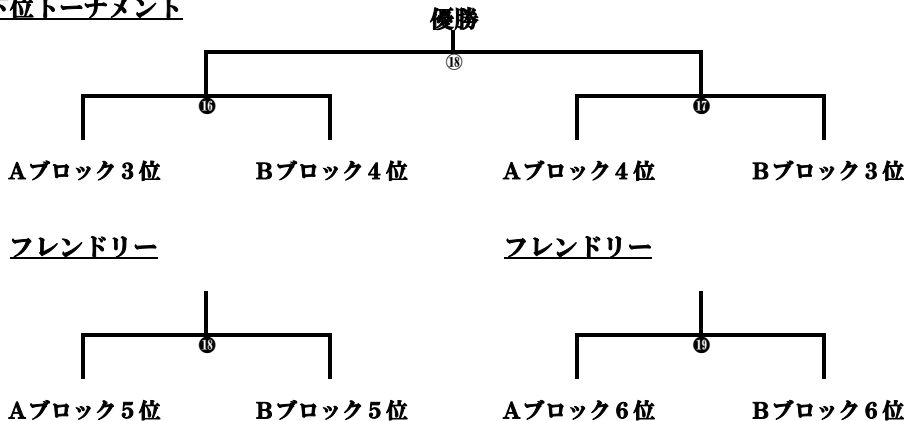 下位トーナメント
優勝
⑱
⓰ ⓱
Aブロック3位 Bブロック4位 Aブロック4位 Bブロック3位
フレンドリー フレンドリー
⓲ ⓳
Aブロック5位 Bブロック5位 Aブロック6位 Bブロック6位